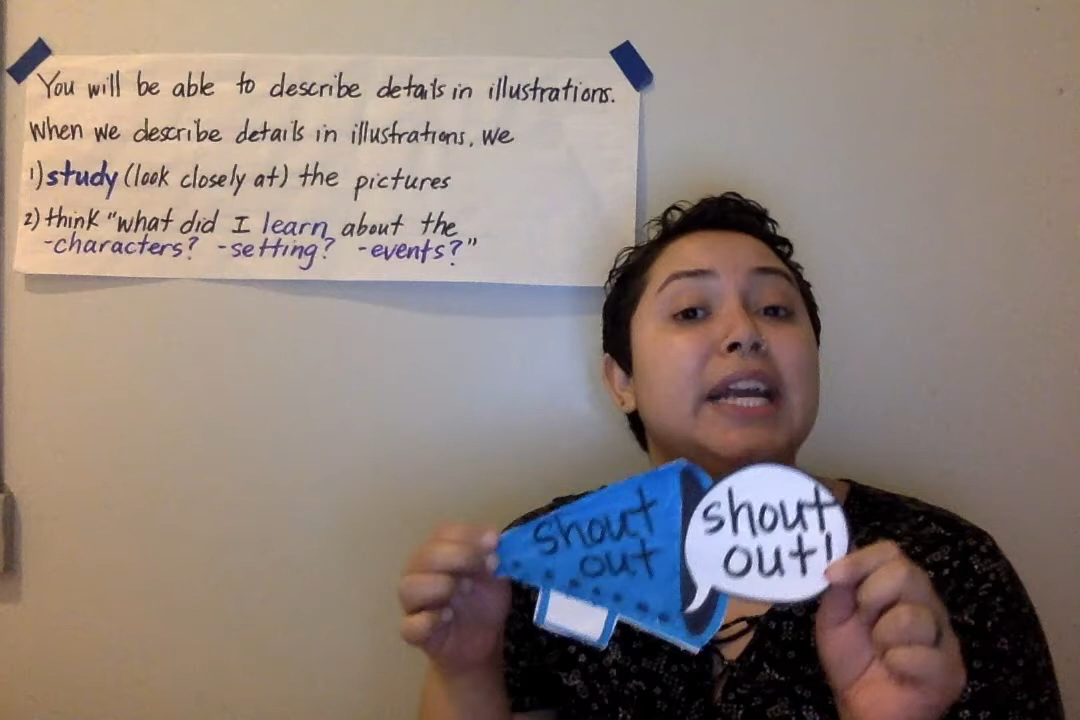 You will be able to describe details in illustrations.
When we describe details in illustrations, we
1) study (look closely at) the pictures
2) think "what did I learn about the
-characters? -setting? -events?"
shout
out
shout
out!